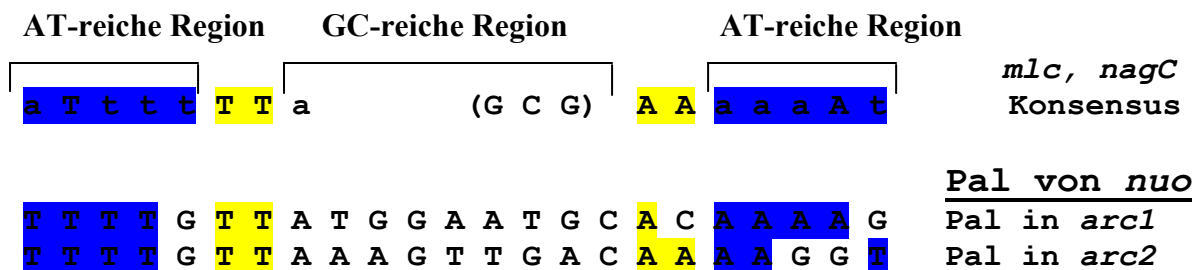 AT-reiche Region GC-reiche Region AT-reiche Region
mlc, nagC
a T t t t T T a (G C G) A A a a a A t Konsensus
Pal von nuo
T T T T G T T A T G G A A T G C A C A A A A G Pal in arc1
T T T T G T T A A A G T T G A C A A A A G G T Pal in arc2